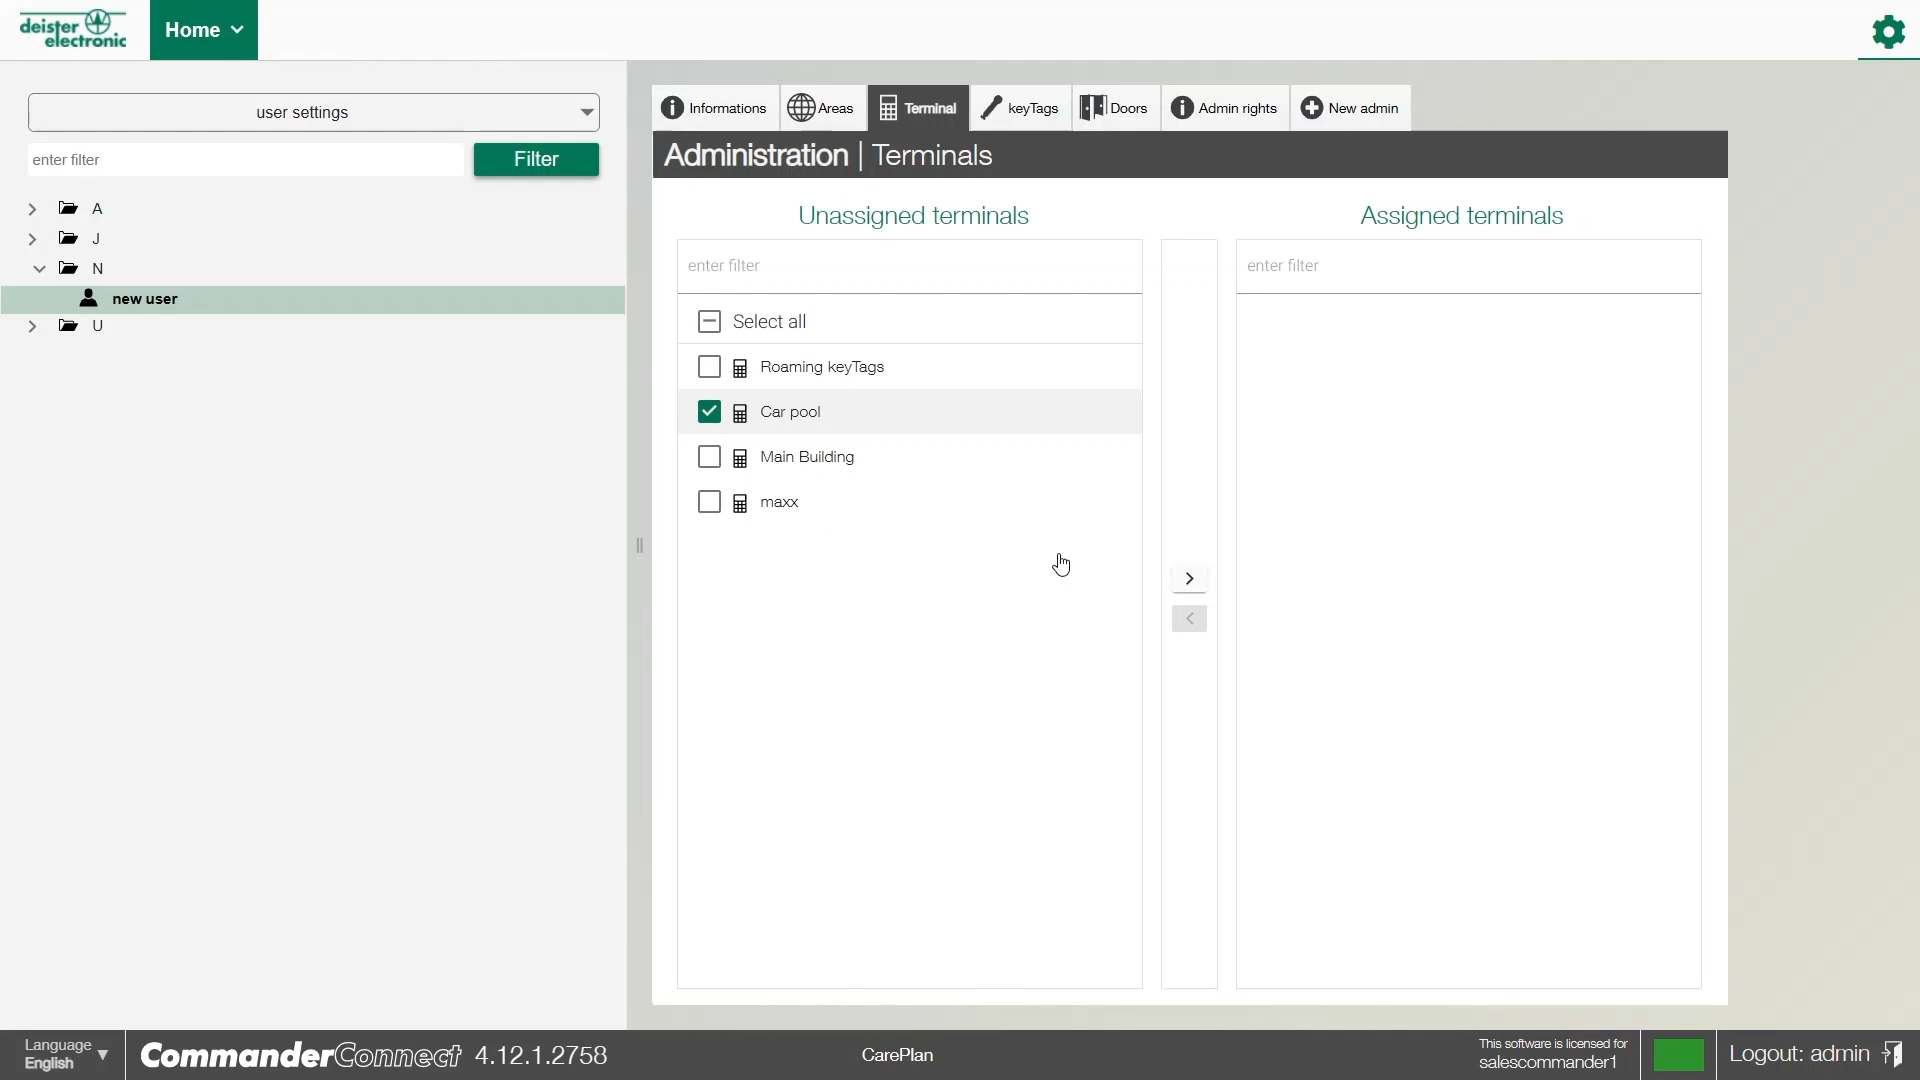 deister
electronic
Home
user settings
enter filter
Filter
A
J
N
new user
U
Informations
Areas
Terminal
keyTags
Doors
Admin rights
New admin
Administration | Terminals
Unassigned terminals
enter filter
Select all
Roaming keyTags
Car pool
Main Building
maxx
Assigned terminals
enter filter
Language
English
CommanderConnect 4.12.1.2758
CarePlan
This software is licensed for
salescommander1
Logout: admin